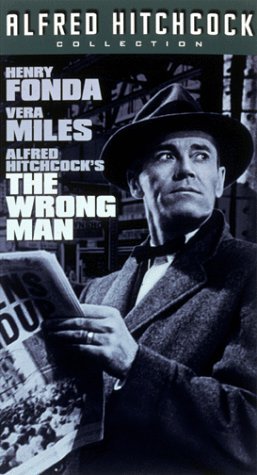 ALFRED HITCHCOCK
COLLECTION
HENRY
FONDA
VERA
MILES
ALFRED
HITCHCOCK'S
THE
WRONG
MAN